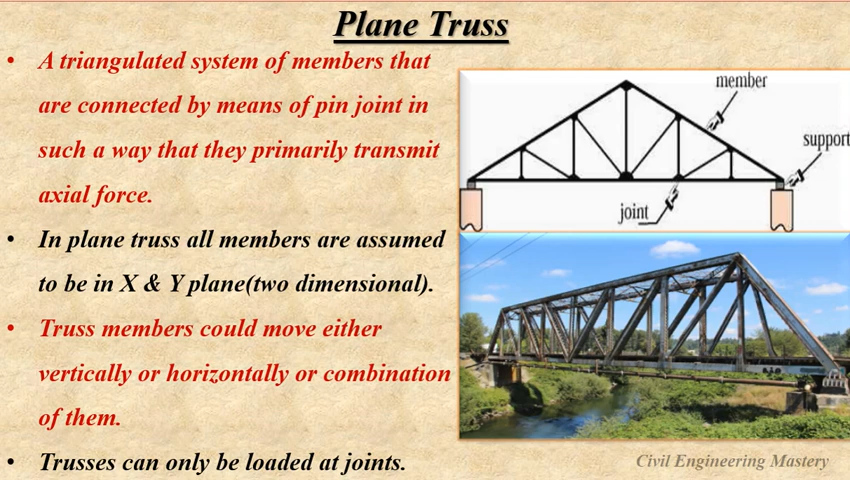 Plane Truss
• A triangulated system of members that
are connected by means of pin joint in
such a way that they primarily transmit
axial force.
• In plane truss all members are assumed
to be in X & Y plane(two dimensional).
• Truss members could move either
vertically or horizontally or combination
of them.
• Trusses can only be loaded at joints.
member
support
joint
Civil Engineering Mastery